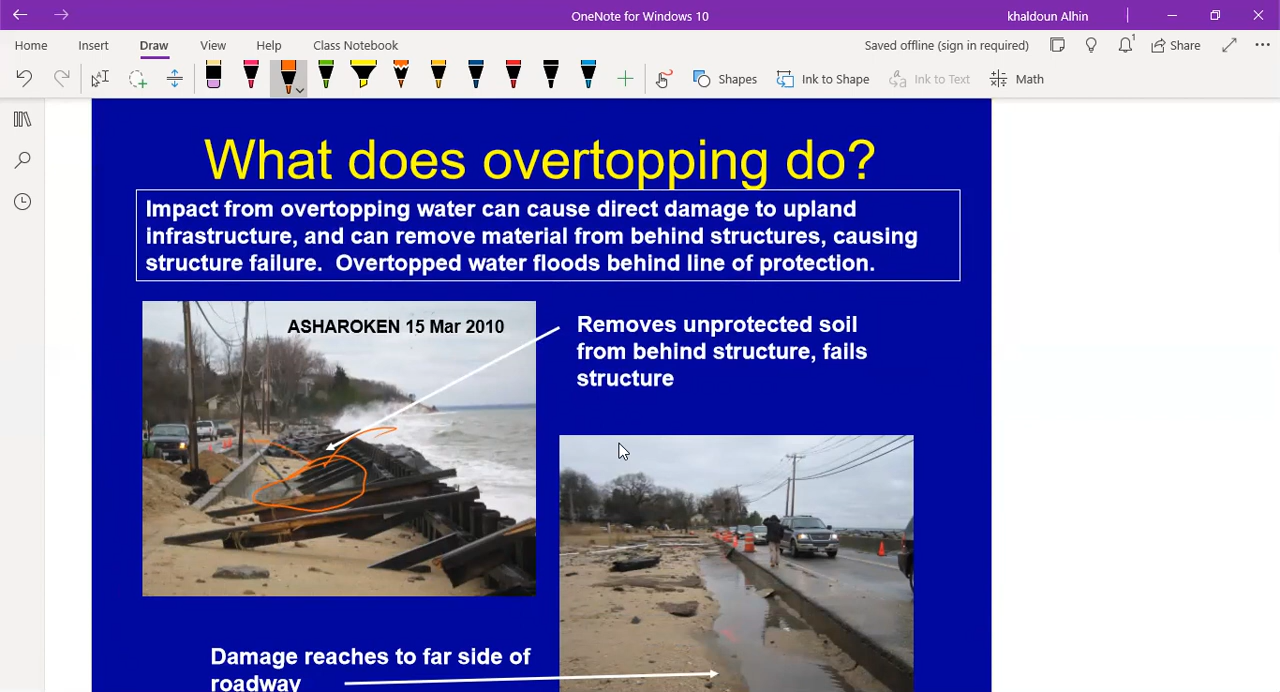 OneNote for Windows 10
khaldoun Alhin
Home Insert Draw View Help Class Notebook
Saved offline (sign in required)
1
Share
Shapes
Ink to Shape
Ink to Text
Math
What does overtopping do?
Impact from overtopping water can cause direct damage to upland
infrastructure, and can remove material from behind structures, causing
structure failure. Overtopped water floods behind line of protection.
ASHAROKEN 15 Mar 2010
Removes unprotected soil
from behind structure, fails
structure
Damage reaches to far side of
roadway